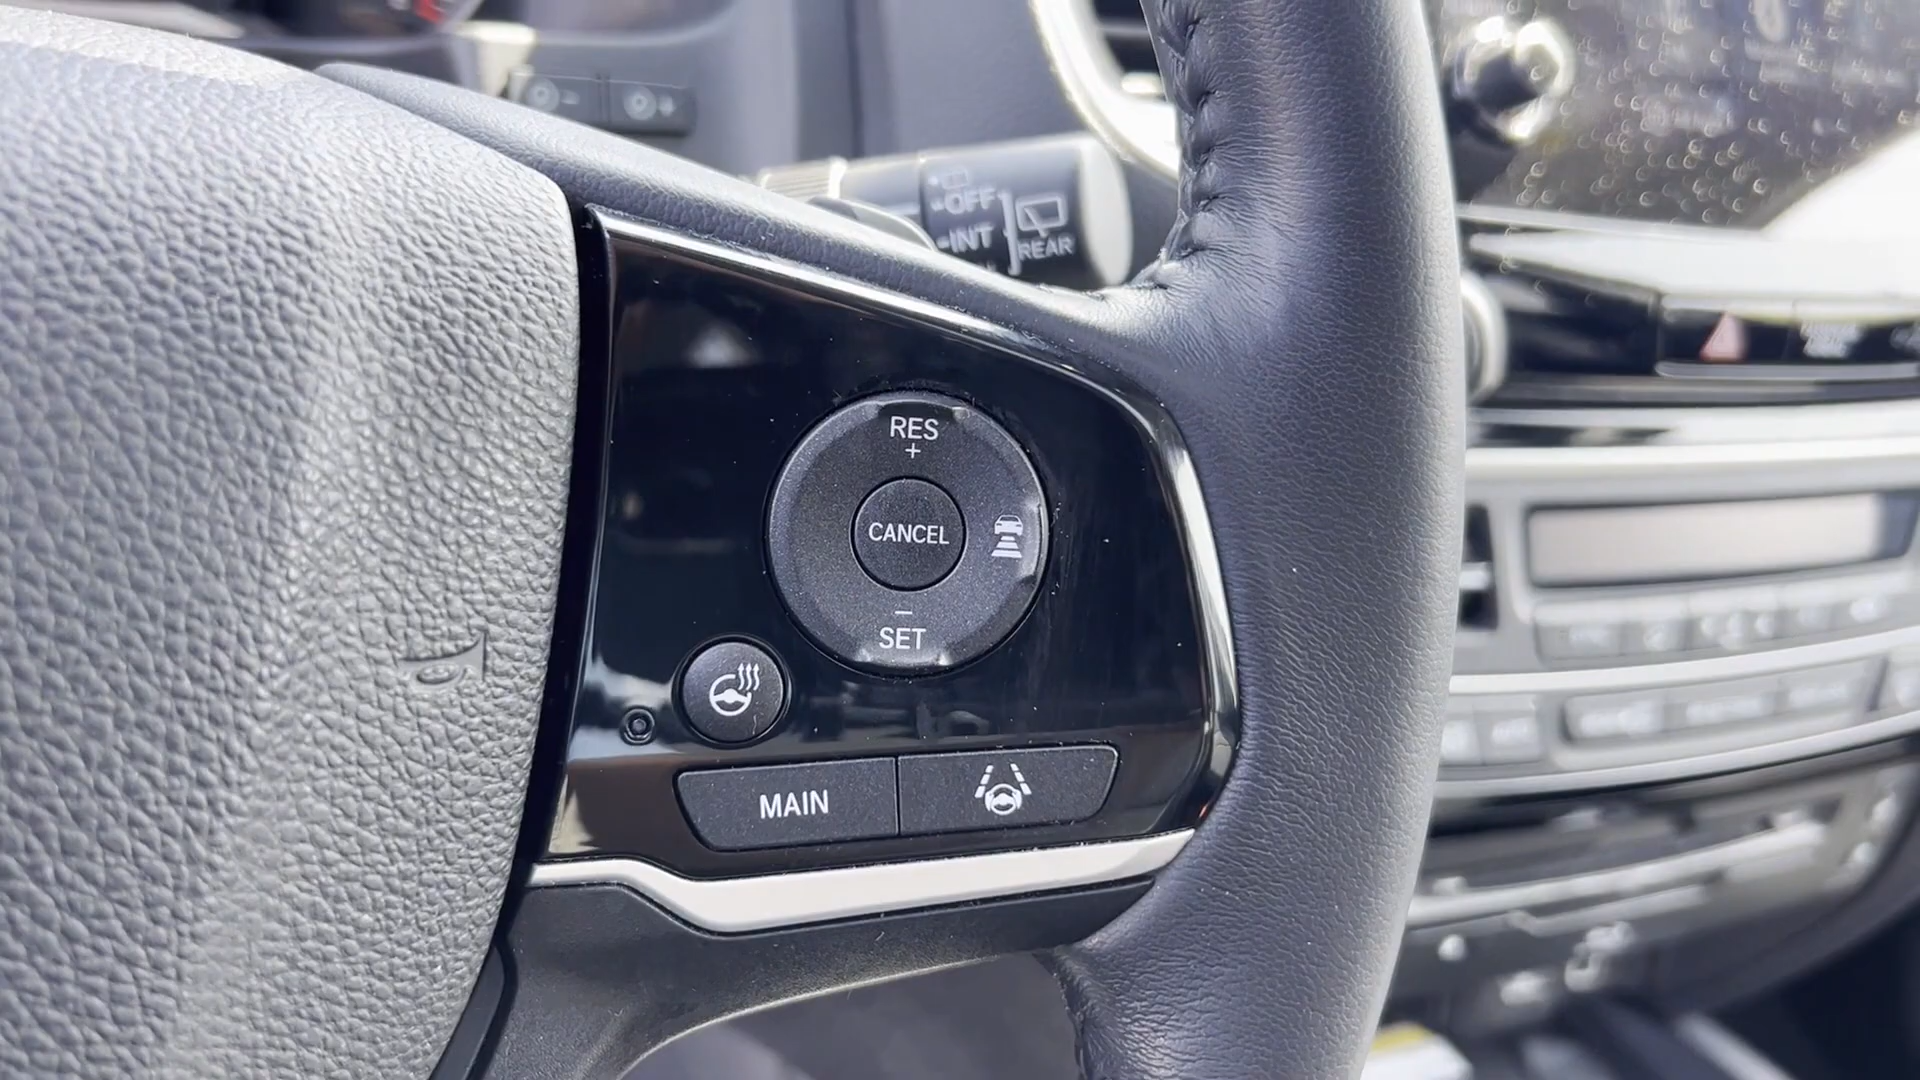 -OFF
-INT
REAR
RES
+
CANCEL
−
SET
MAIN